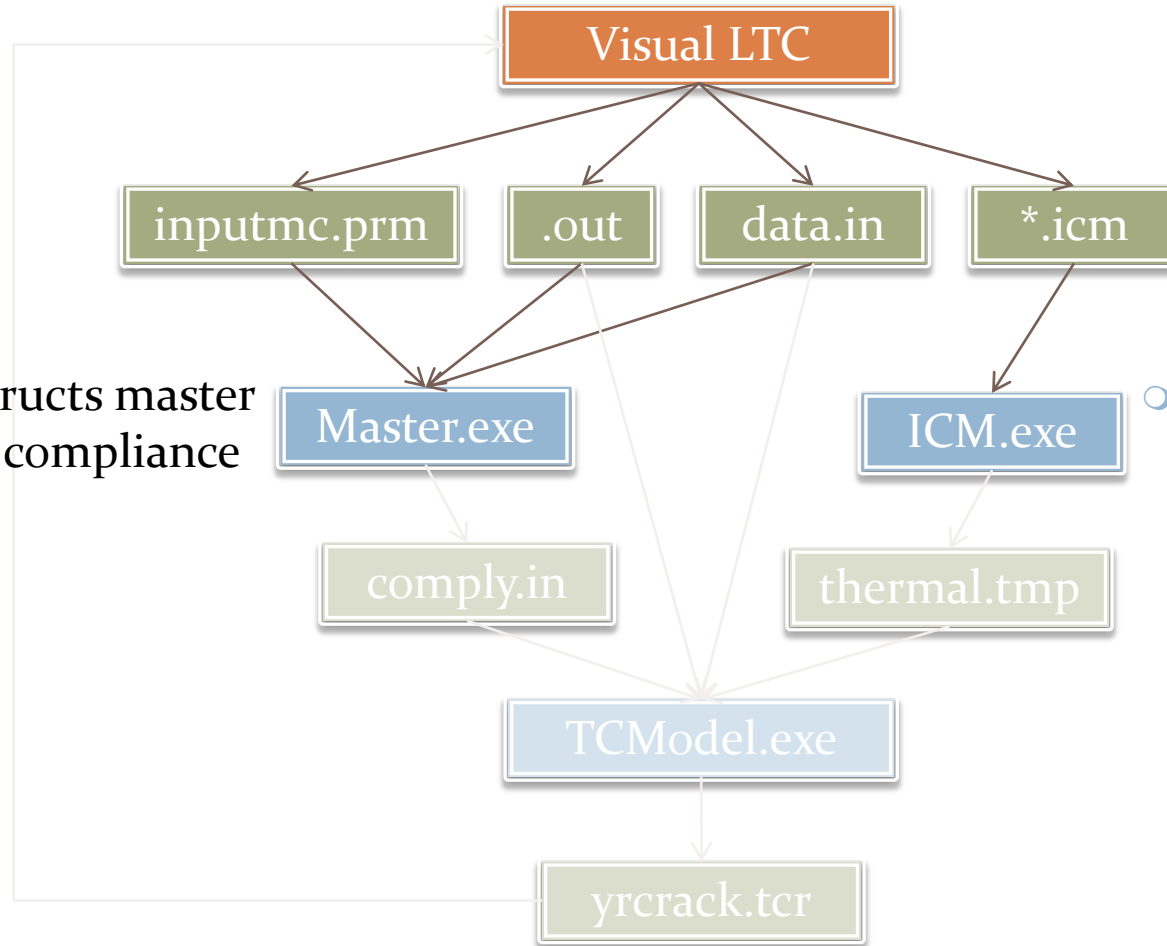 Visual LTC
inputmc.prm
.out
data.in
*.icm
ructs master
compliance
Master.exe
ICM.exe
comply.in
thermal.tmp
TCModel.exe
yrcrack.tcr